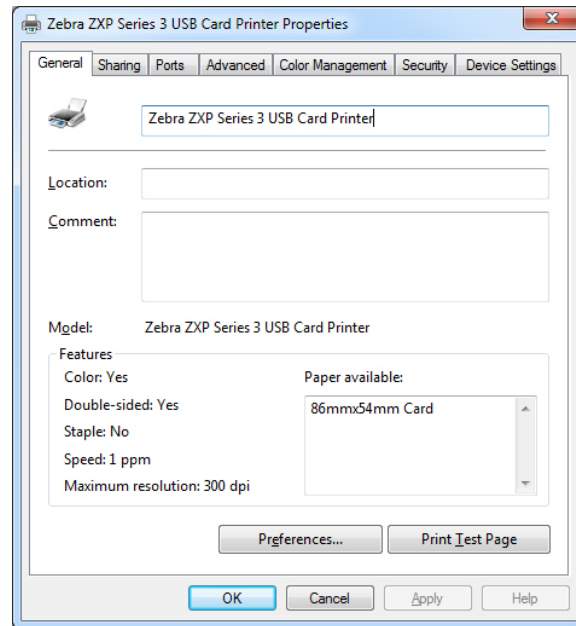 Zebra ZXP Series 3 USB Card Printer Properties
General Sharing Ports Advanced Color Management Security Device Settings
Zebra ZXP Series 3 USB Card Printer
Location:
Comment:
Model: Zebra ZXP Series 3 USB Card Printer
Features
Color: Yes Paper available:
Double-sided: Yes 86mmx54mm Card
Staple: No
Speed: 1 ppm
Maximum resolution: 300 dpi
Preferences... Print Test Page
OK Cancel Apply Help